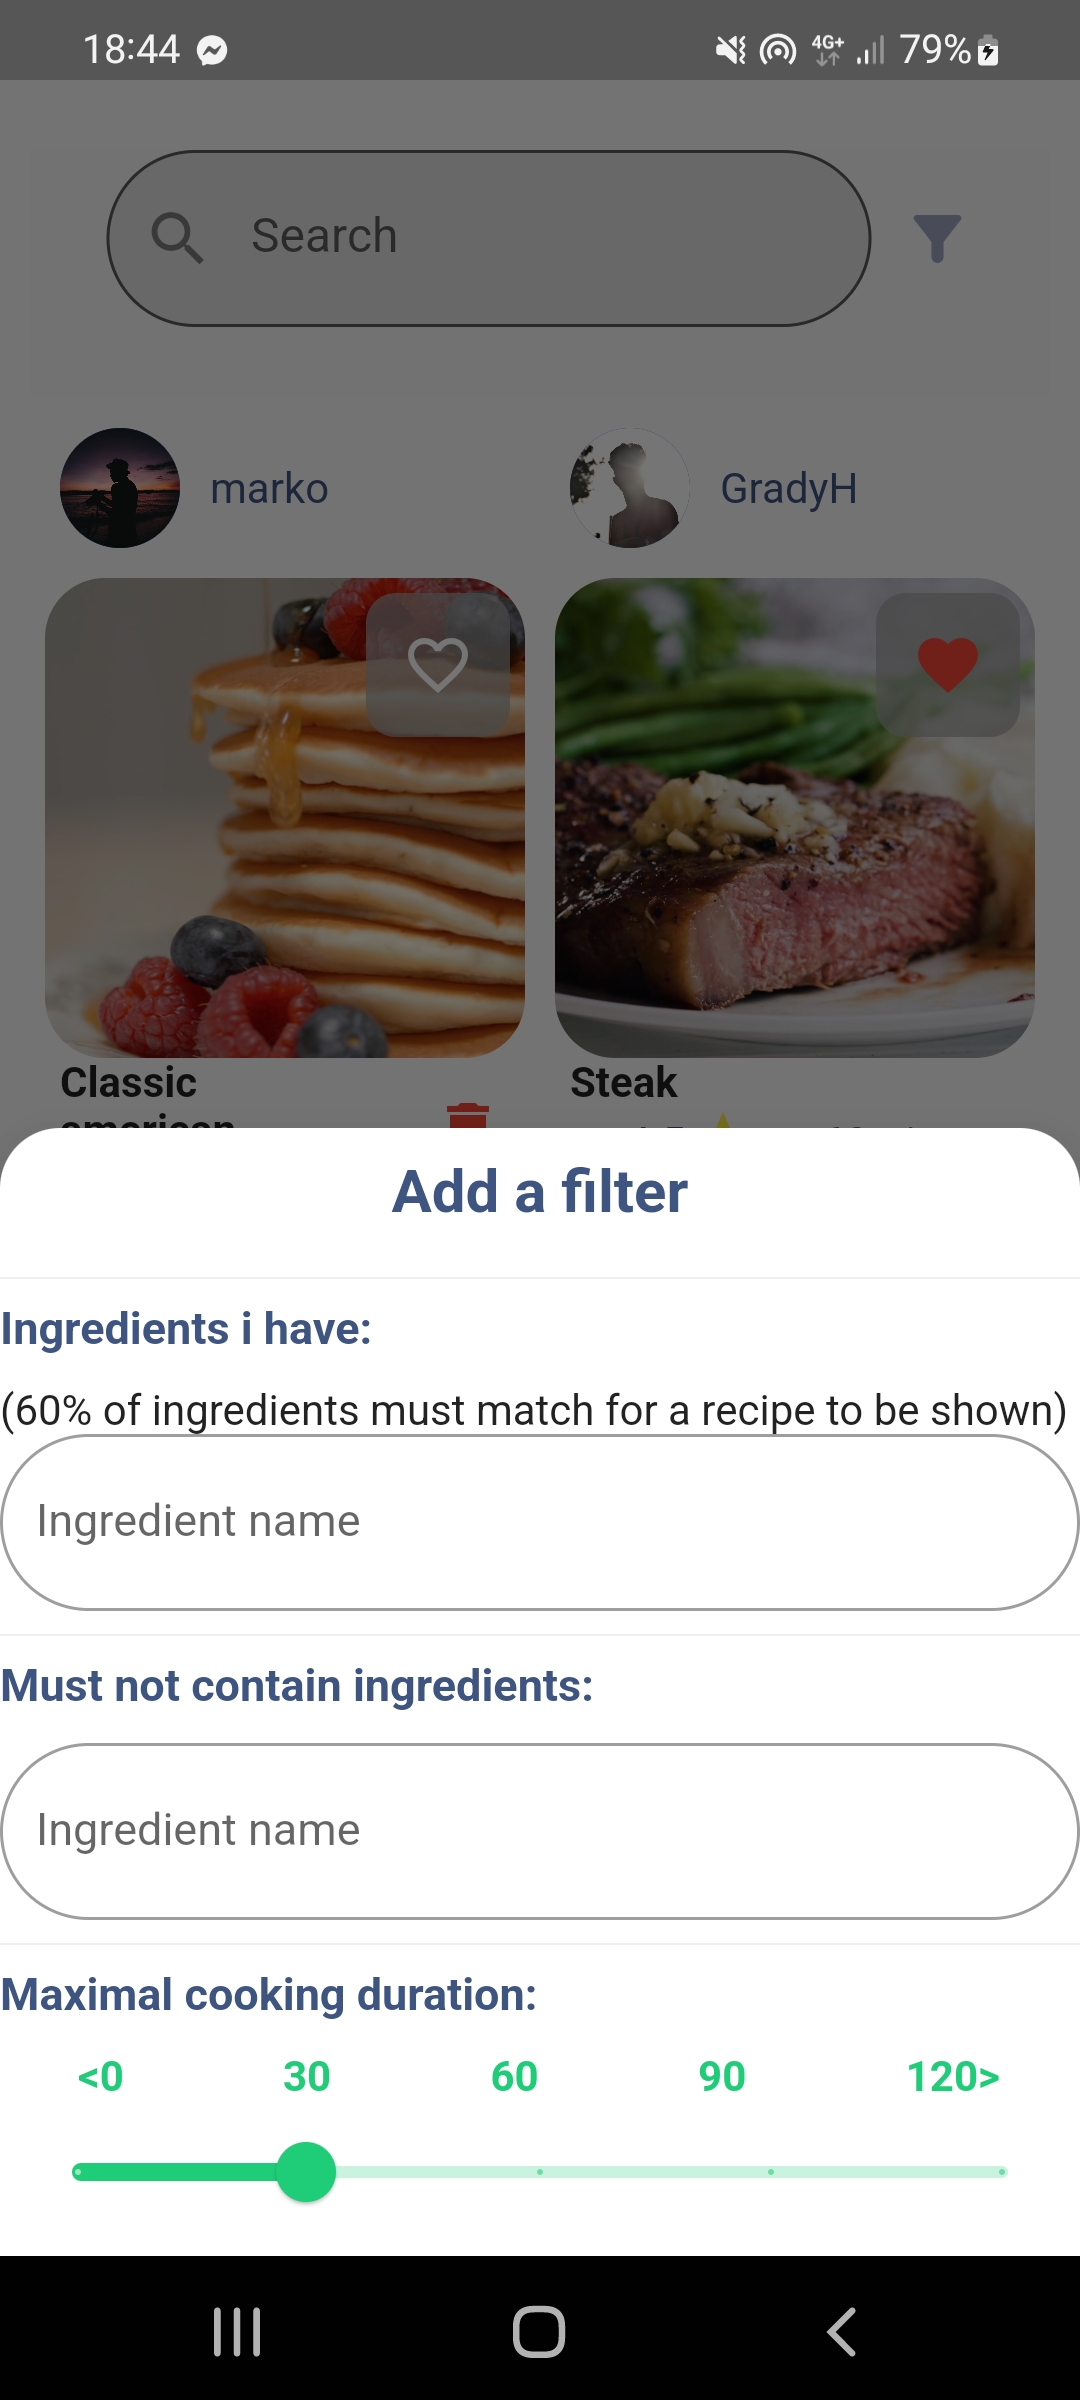 18:44 4G+ 79%
Search
marko GradyH
Classic Steak
american
Add a filter
Ingredients i have:
(60% of ingredients must match for a recipe to be shown)
Ingredient name
Must not contain ingredients:
Ingredient name
Maximal cooking duration:
<0 30 60 90 120>